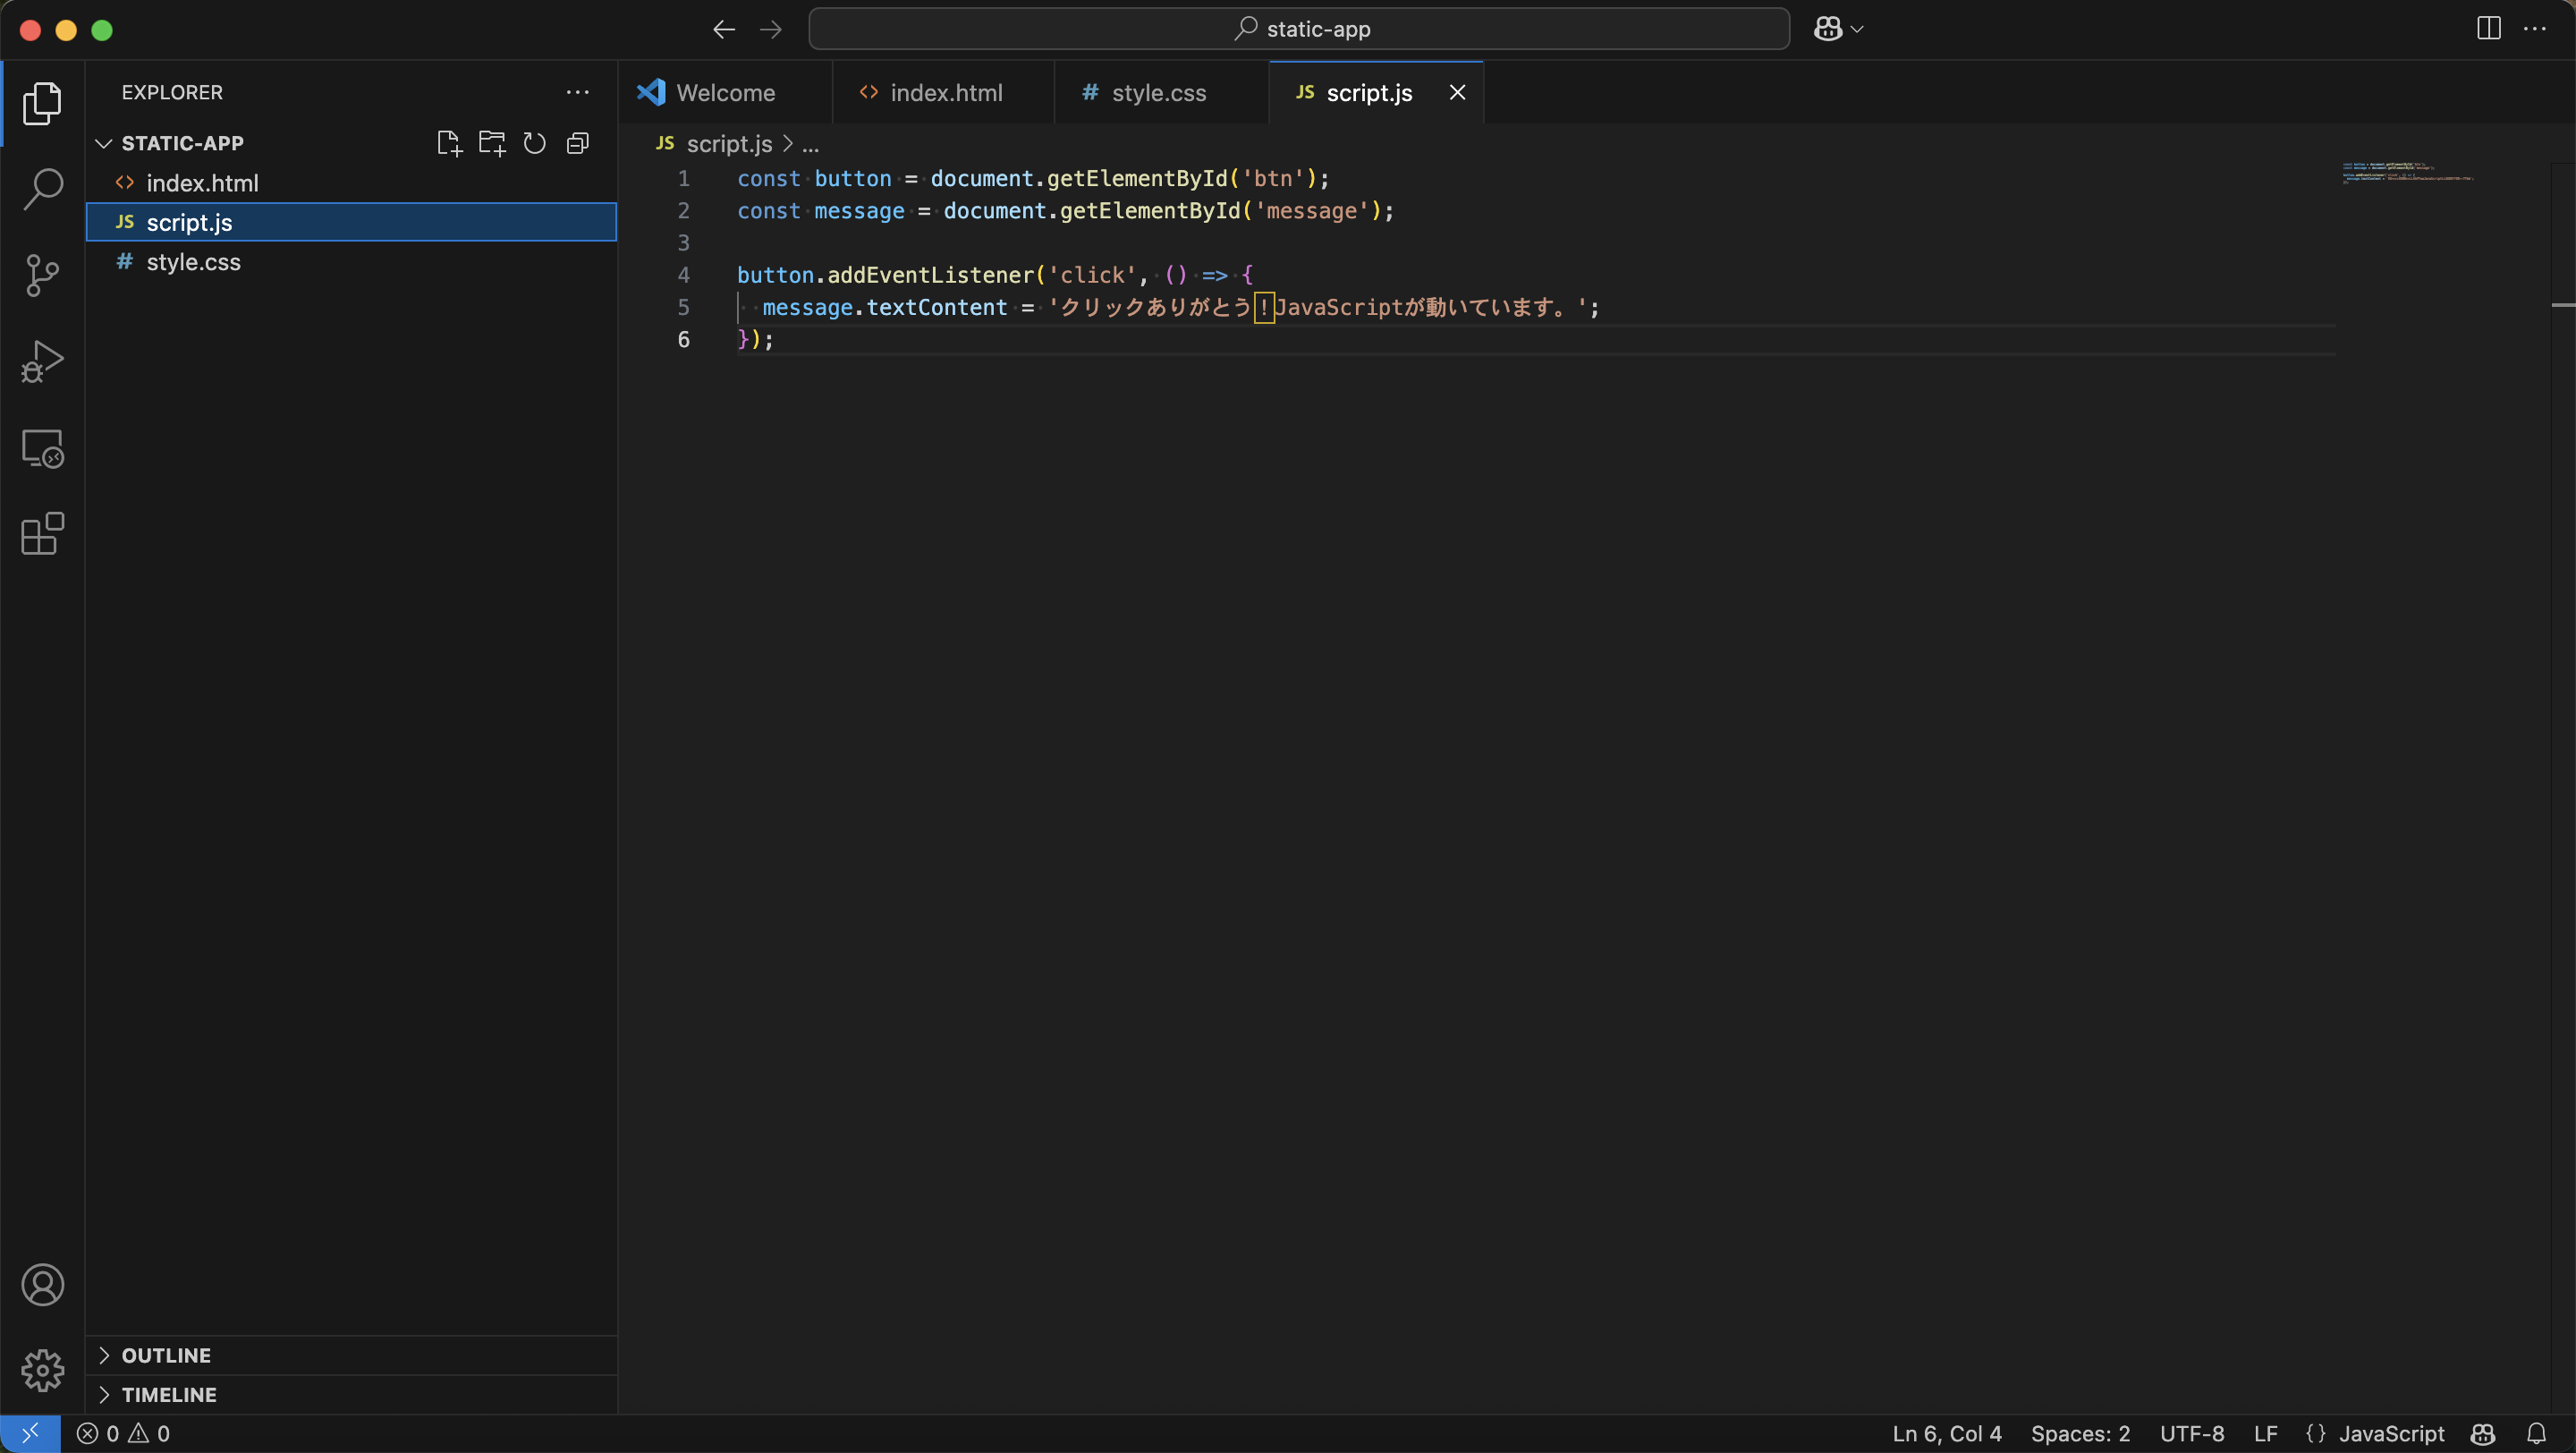 static-app
EXPLORER
STATIC-APP
index.html
JS script.js
# style.css
OUTLINE
TIMELINE
Welcome
index.html
# style.css
JS script.js
JS script.js > ...
1 const button = document.getElementById('btn');
2 const message = document.getElementById('message');
3
4 button.addEventListener('click', () => {
5 message.textContent = 'クリックありがとう！JavaScriptが動いています。';
6 });
0 0
Ln 6, Col 4
Spaces: 2
UTF-8
LF
{} JavaScript